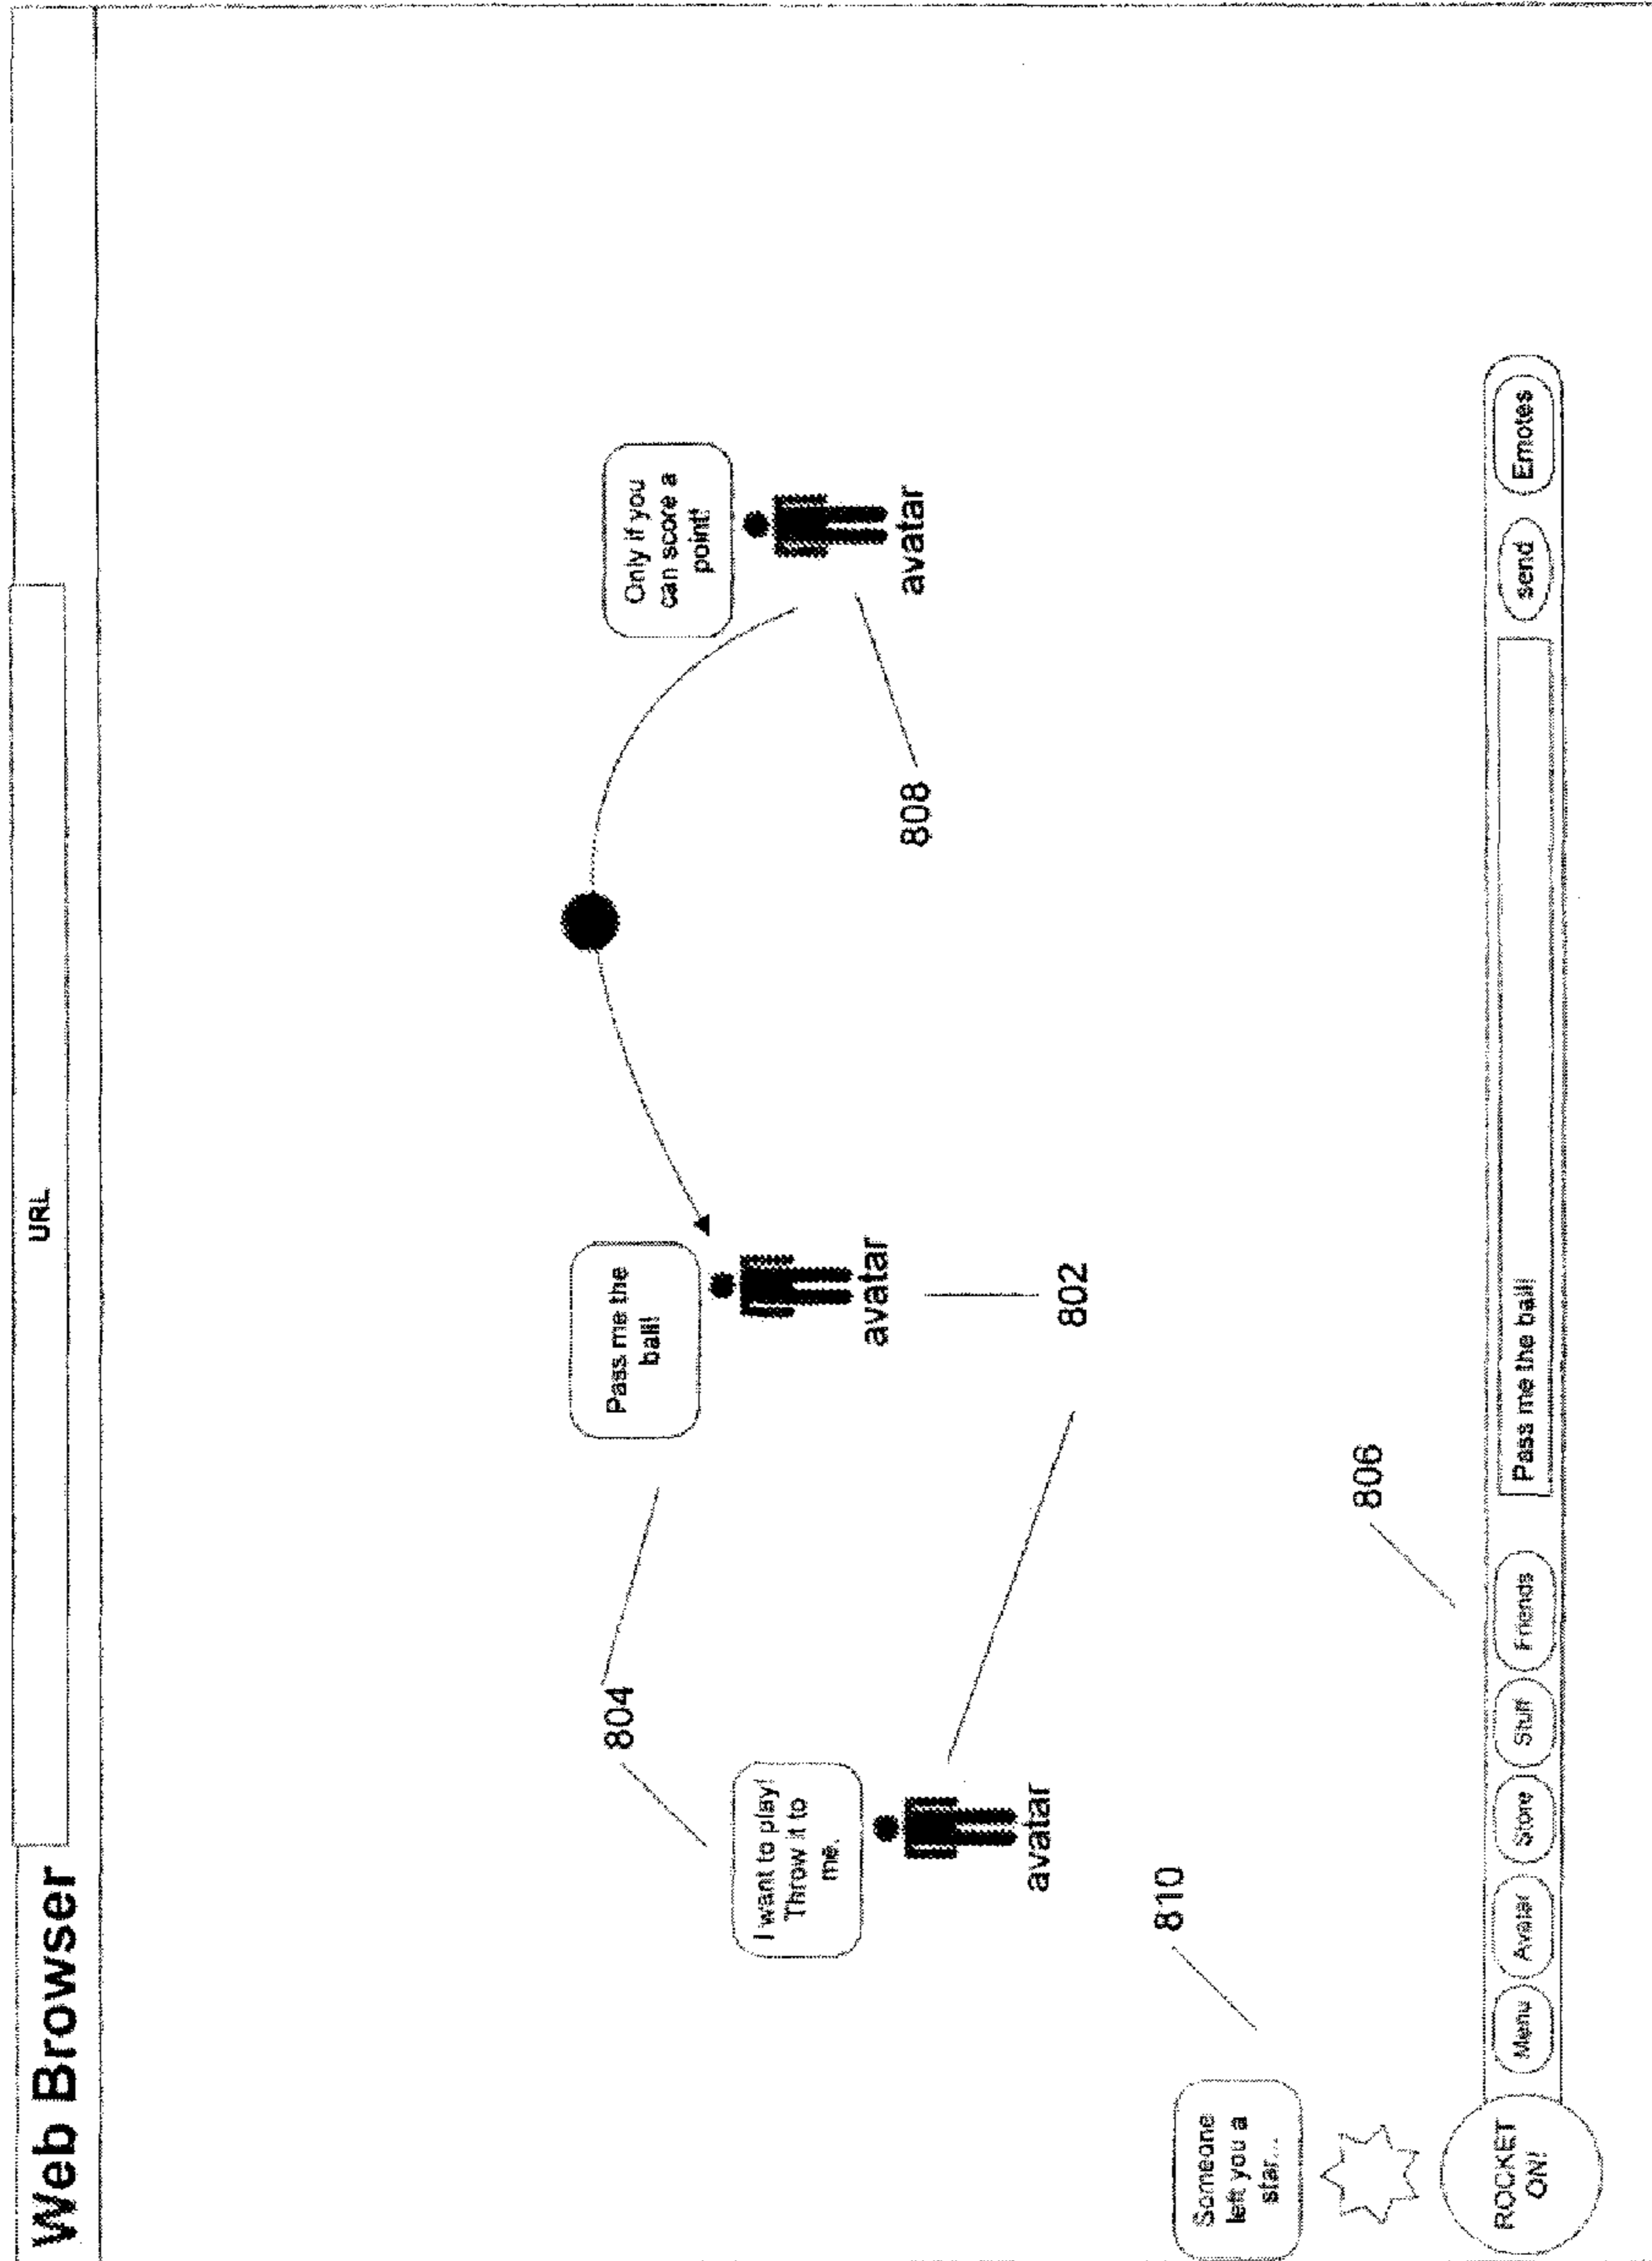 Web Browser
URL
Only if you
can score a
point!
Pass me the
ball!
avatar
808
804
avatar
I want to play!
Throw it to
me.
802
avatar
810
806
Someone
left you a
star...
ROCKET
ON!
Menu
Avatar
Store
Stuff
Friends
Pass me the ball!
send
Emotes